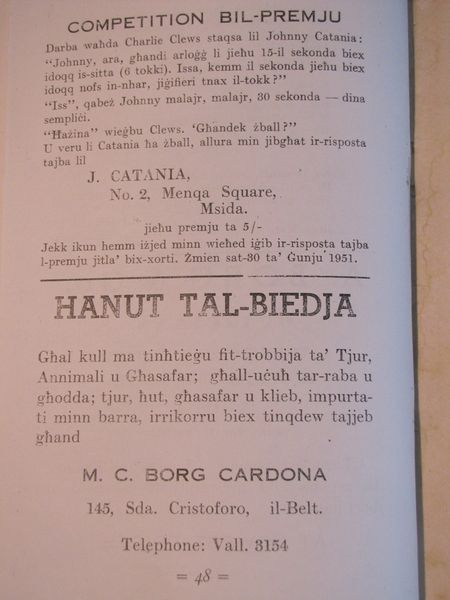 COMPETITION BIL-PREMJU
Darba waħda Charlie Clews staqsa lil Johnny Catania:
"Johnny, ara, għandi arloġġ li jieħu 15-il sekonda biex
idoqq is-sitta (6 tokki). Issa, kemm il sekonda jieħu biex
idoqq nofs in-nhar, jiġifieri tnax il-tokk?"
"Iss", qabeż Johnny malajr, malajr, 30 sekonda — dina
sempliċi.
"Ħażina" wieġbu Clews. 'Għandek żball?"
U veru li Catania ħa żball, allura min jibgħat ir-risposta
tajba lil
J. CATANIA,
No. 2, Menqa Square,
Msida.
jieħu premju ta 5/-
Jekk ikun hemm iżjed minn wieħed iġib ir-risposta tajba
l-premju jitla' bix-xorti. Żmien sat-30 ta' Ġunju 1951.
HANUT TAL-BIEDJA
Għal kull ma tinħtieġu fit-trobbija ta' Tjur,
Annimali u Għasafar; għall-uċuħ tar-raba u
għodda; tjur, ħut, għasafar u klieb, impurta-
ti minn barra, irrikorru biex tinqdew tajjeb
għand
M. C. BORG CARDONA
145, Sda. Cristoforo, il-Belt.
Telephone: Vall. 3154
= 48 =